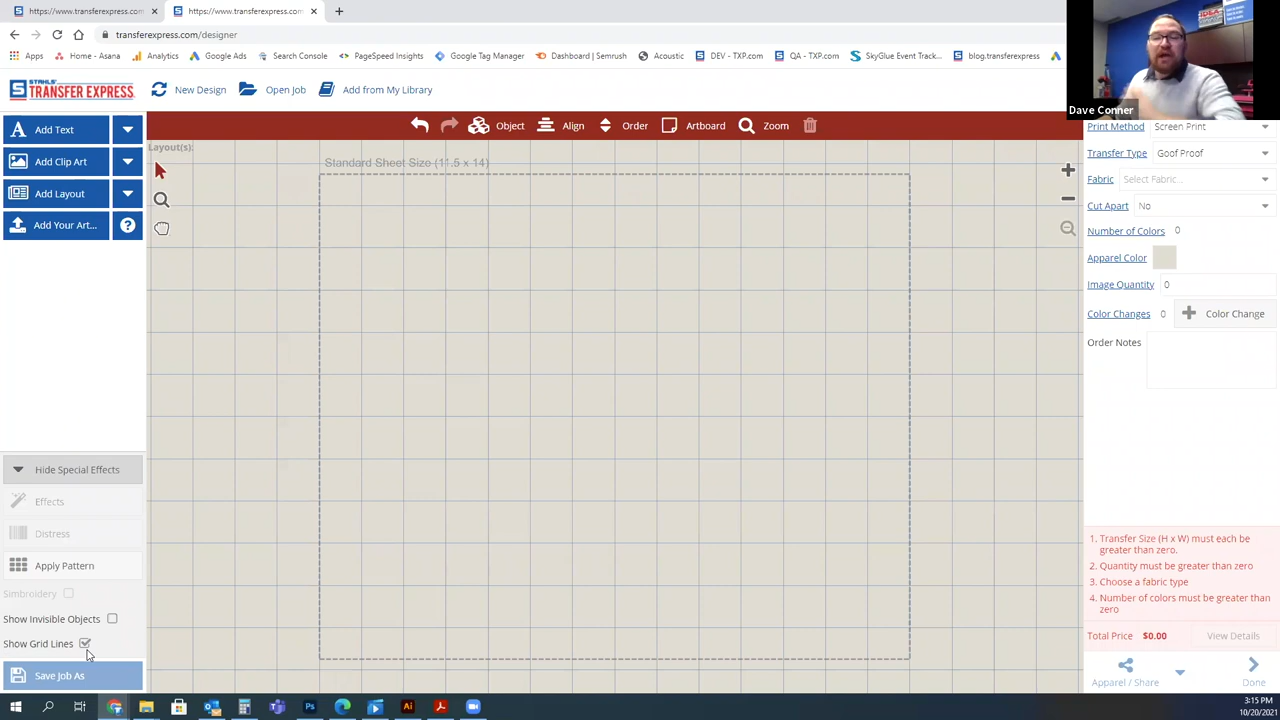 https://www.transferexpress.com/
https://www.transferexpress.com/
transferexpress.com/designer
Apps
Home - Asana
Analytics
Google Ads
Search Console
PageSpeed Insights
Google Tag Manager
Dashboard | Semrush
Acoustic
DEV - TXP.com
QA - TXP.com
SkyGlue Event Track...
blog.transferexpress
IDEAS
Dave Conner
STAHLS'
TRANSFER EXPRESS
New Design
Open Job
Add from My Library
Object
Align
Order
Artboard
Zoom
Add Text
Add Clip Art
Add Layout
Add Your Art...
Layout(s):
Standard Sheet Size (11.5 x 14)
Print Method Screen Print
Transfer Type Goof Proof
Fabric Select Fabric...
Cut Apart No
Number of Colors 0
Apparel Color
Image Quantity 0
Color Changes 0 Color Change
Order Notes
Hide Special Effects
Effects
Distress
Apply Pattern
Simbroidery
Show Invisible Objects
Show Grid Lines
Save Job As
1. Transfer Size (H x W) must each be
greater than zero.
2. Quantity must be greater than zero
3. Choose a fabric type
4. Number of colors must be greater than
zero
Total Price $0.00 View Details
Apparel / Share
Done
3:15 PM
10/20/2021